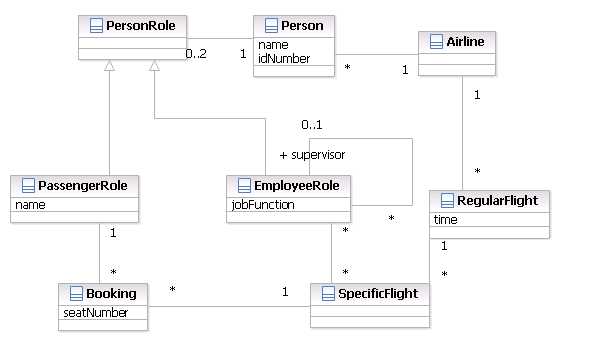 PersonRole
Person
name
idNumber
Airline
0..2
1
*
1
1
0..1
+ supervisor
*
PassengerRole
name
EmployeeRole
jobFunction
RegularFlight
time
*
1
*
1
*
*
*
Booking
seatNumber
*
1
SpecificFlight